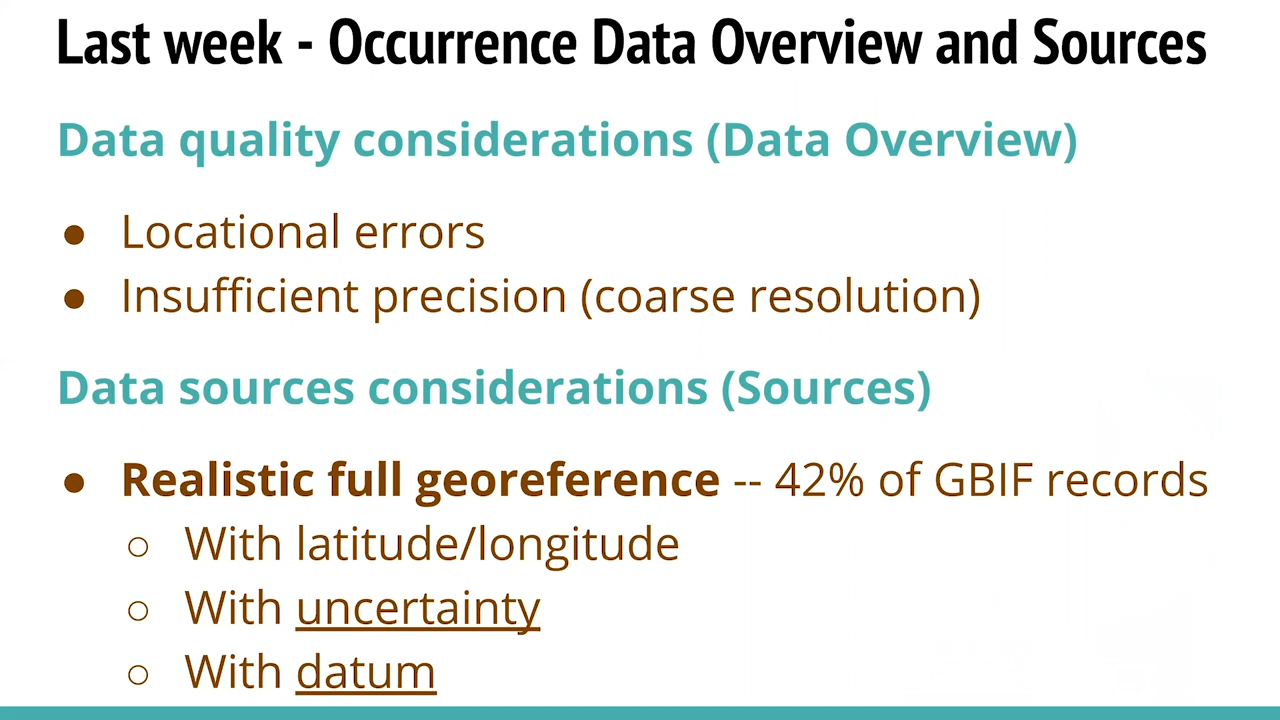 Last week - Occurrence Data Overview and Sources
Data quality considerations (Data Overview)
● Locational errors
● Insufficient precision (coarse resolution)
Data sources considerations (Sources)
● Realistic full georeference -- 42% of GBIF records
○ With latitude/longitude
○ With uncertainty
○ With datum